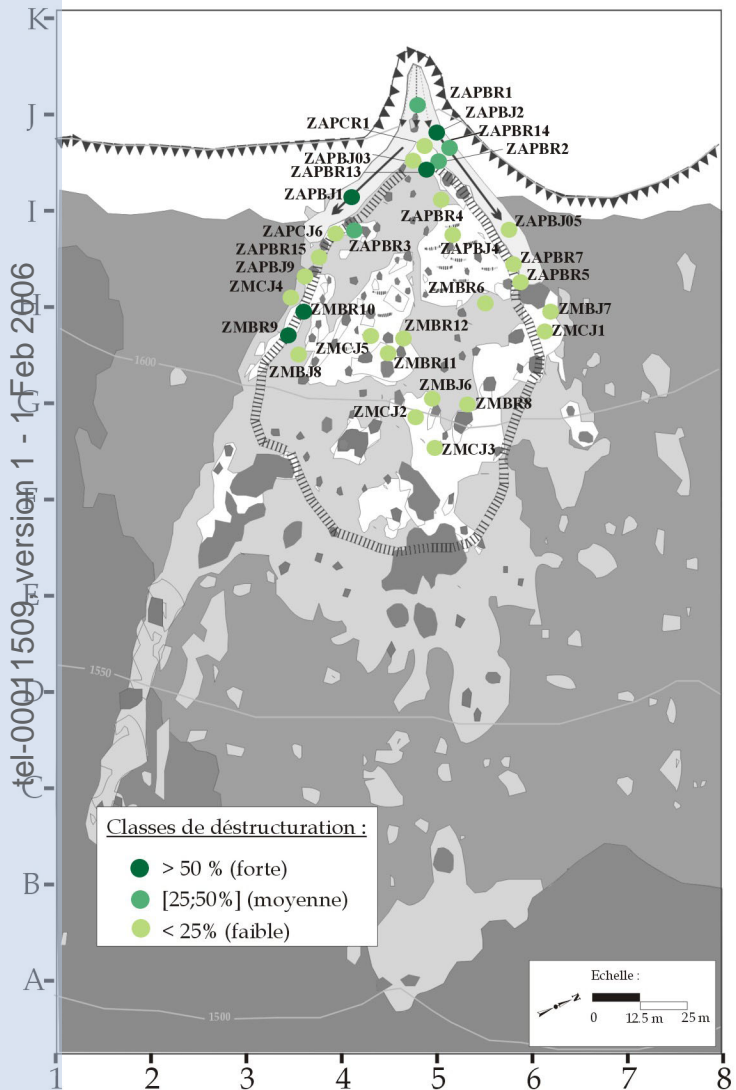 K
J
I
H
G
F
E
D
C
B
A
tel-00011509, version 1 - 1 Feb 2006
ZAPBR1
ZAPBJ2
ZAPCR1
ZAPBR14
ZAPBJ03
ZAPBR2
ZAPBR13
ZAPBJ1
ZAPBR4
ZAPBJ05
ZAPCJ6
ZAPBR3
ZAPBJ4
ZAPBR15
ZAPBR7
ZAPBJ9
ZAPBR5
ZMCJ4
ZMBR6
ZMBR10
ZMBJ7
ZMBR9
ZMBR12
ZMCJ1
ZMCJ5
ZMBR11
ZMBJ8
1600
ZMBJ6
ZMBR8
ZMCJ2
ZMCJ3
1550
Classes de déstructuration :
> 50 % (forte)
[25;50%] (moyenne)
< 25% (faible)
Echelle :
N
0 12.5 m 25 m
1500
1 2 3 4 5 6 7 8